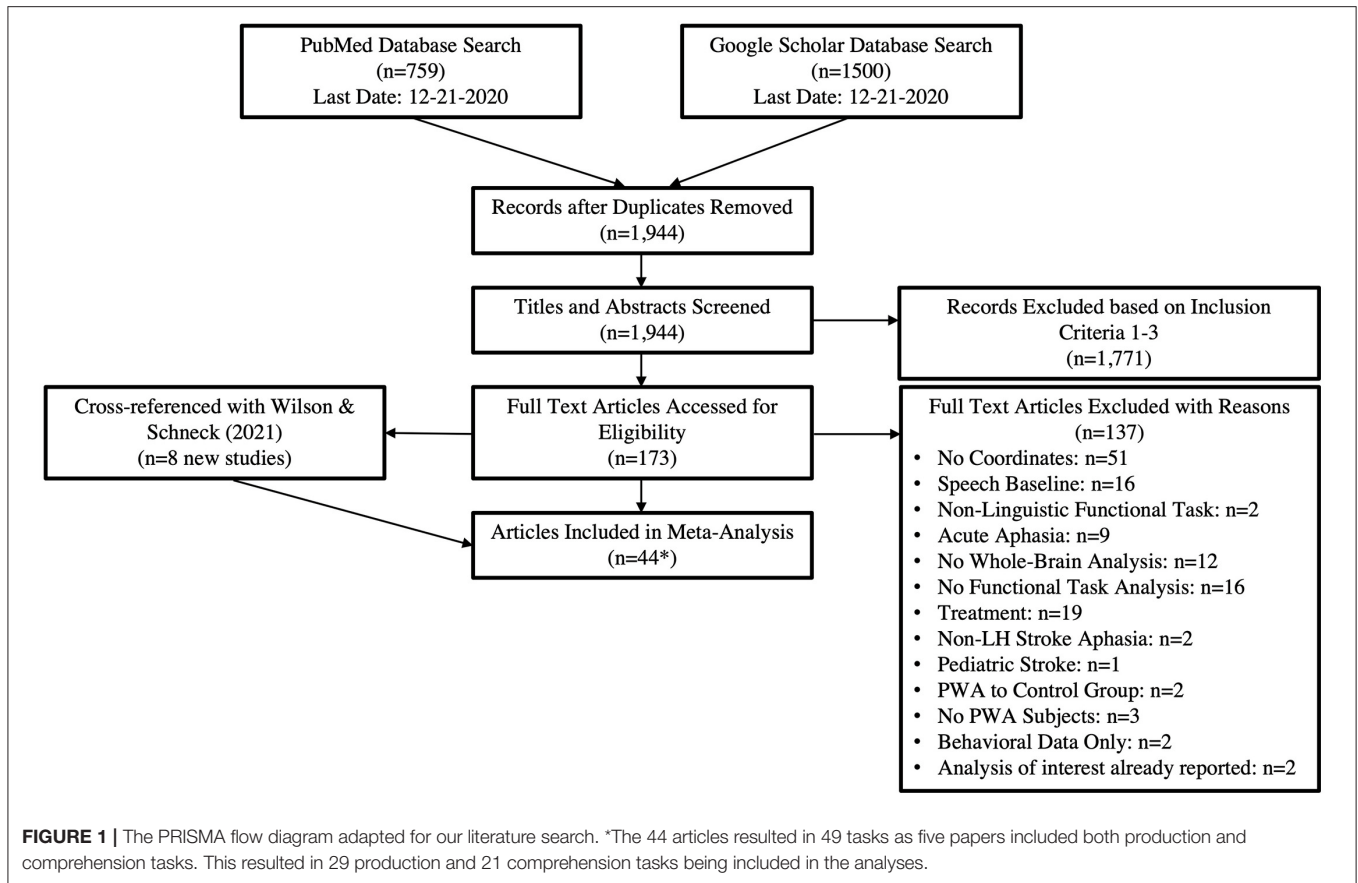 PubMed Database Search
(n=759)
Last Date: 12-21-2020
Google Scholar Database Search
(n=1500)
Last Date: 12-21-2020
Records after Duplicates Removed
(n=1,944)
Titles and Abstracts Screened
(n=1,944)
Records Excluded based on Inclusion
Criteria 1-3
(n=1,771)
Cross-referenced with Wilson &
Schneck (2021)
(n=8 new studies)
Full Text Articles Accessed for
Eligibility
(n=173)
Full Text Articles Excluded with Reasons
(n=137)
• No Coordinates: n=51
• Speech Baseline: n=16
• Non-Linguistic Functional Task: n=2
• Acute Aphasia: n=9
• No Whole-Brain Analysis: n=12
• No Functional Task Analysis: n=16
• Treatment: n=19
• Non-LH Stroke Aphasia: n=2
• Pediatric Stroke: n=1
• PWA to Control Group: n=2
• No PWA Subjects: n=3
• Behavioral Data Only: n=2
• Analysis of interest already reported: n=2
Articles Included in Meta-Analysis
(n=44*)
FIGURE 1 | The PRISMA flow diagram adapted for our literature search. *The 44 articles resulted in 49 tasks as five papers included both production and
comprehension tasks. This resulted in 29 production and 21 comprehension tasks being included in the analyses.